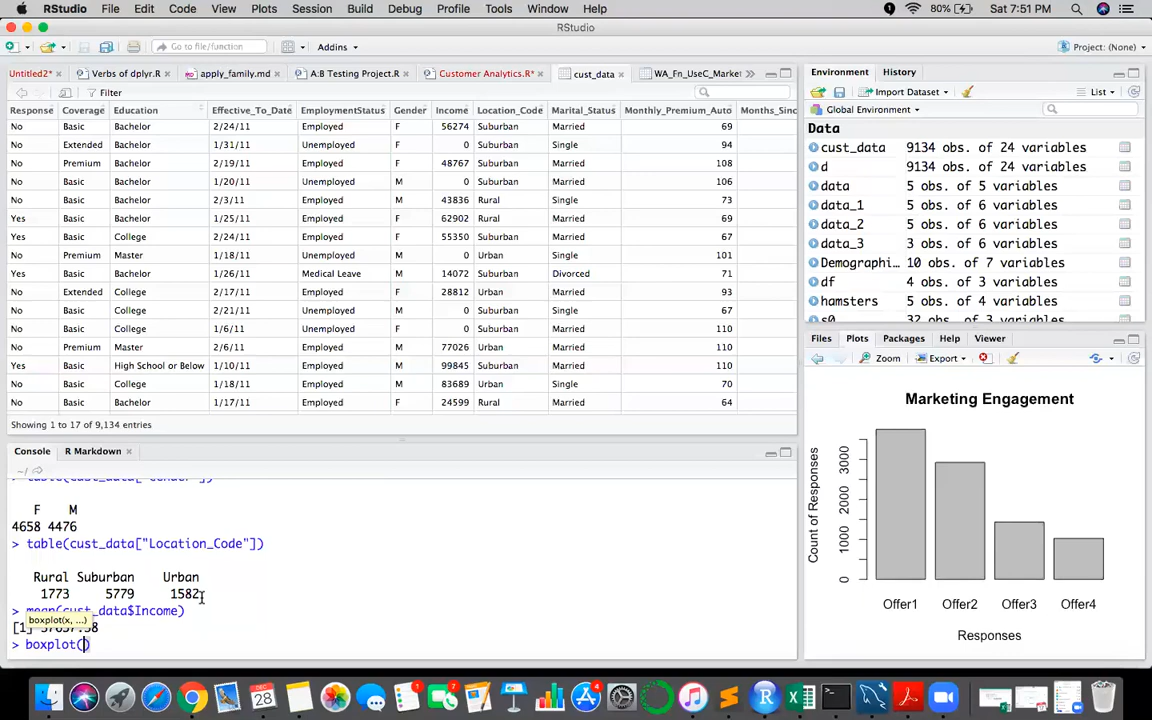 RStudio File Edit Code View Plots Session Build Debug Profile Tools Window Help 80% Sat 7:51 PM
RStudio
Go to file/function Addins Project: (None)
Untitled2* Verbs of dplyr.R apply_family.md A:B Testing Project.R Customer Analytics.R* cust_data WA_Fn_UseC_Market
Filter
Response Coverage Education Effective_To_Date EmploymentStatus Gender Income Location_Code Marital_Status Monthly_Premium_Auto Months_Sinc
No Basic Bachelor 2/24/11 Employed F 56274 Suburban Married 69
No Extended Bachelor 1/31/11 Unemployed F 0 Suburban Single 94
No Premium Bachelor 2/19/11 Employed F 48767 Suburban Married 108
No Basic Bachelor 1/20/11 Unemployed M 0 Suburban Married 106
No Basic Bachelor 2/3/11 Employed M 43836 Rural Single 73
Yes Basic Bachelor 1/25/11 Employed F 62902 Rural Married 69
Yes Basic College 2/24/11 Employed F 55350 Suburban Married 67
No Premium Master 1/18/11 Unemployed M 0 Urban Single 101
Yes Basic Bachelor 1/26/11 Medical Leave M 14072 Suburban Divorced 71
No Extended College 2/17/11 Employed F 28812 Urban Married 93
No Basic College 2/21/11 Unemployed M 0 Suburban Single 67
No Basic College 1/6/11 Unemployed M 0 Suburban Married 110
No Premium Master 2/6/11 Employed M 77026 Urban Married 110
Yes Basic High School or Below 1/10/11 Employed M 99845 Suburban Married 110
No Basic College 1/18/11 Employed M 83689 Urban Single 70
No Basic Bachelor 1/17/11 Employed F 24599 Rural Married 64
Showing 1 to 17 of 9,134 entries
Console R Markdown
~/
F M
4658 4476
> table(cust_data["Location_Code"])
Rural Suburban Urban
1773 5779 1582
> mean(cust_data$Income)
boxplot(x, ...)
> boxplot()
Environment History
Import Dataset List
Global Environment
Data
cust_data 9134 obs. of 24 variables
d 9134 obs. of 24 variables
data 5 obs. of 5 variables
data_1 5 obs. of 6 variables
data_2 5 obs. of 6 variables
data_3 3 obs. of 6 variables
Demographi... 10 obs. of 7 variables
df 4 obs. of 3 variables
hamsters 5 obs. of 4 variables
s0 32 obs. of 3 variables
Files Plots Packages Help Viewer
Zoom Export
Marketing Engagement
Count of Responses
0 1000 2000 3000
Offer1 Offer2 Offer3 Offer4
Responses